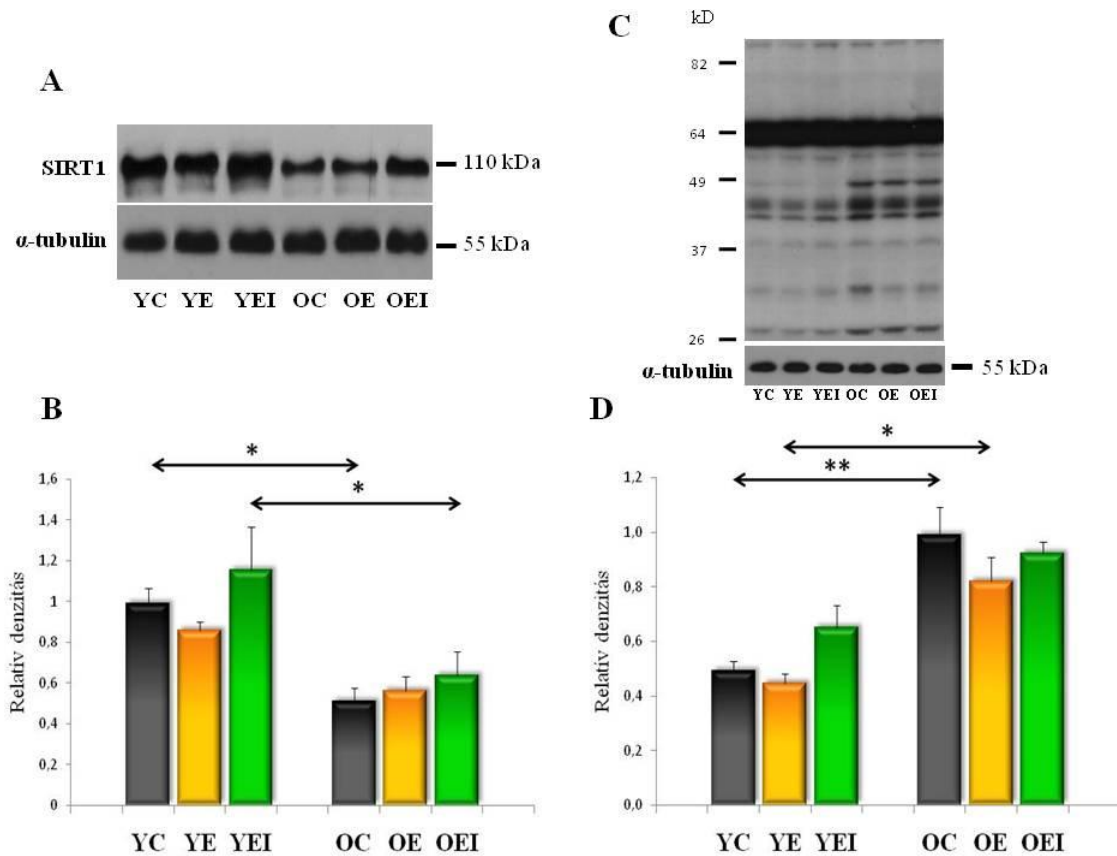 A
SIRT1
110 kDa
α-tubulin
55 kDa
YC YE YEI OC OE OEI
C
kD
82
64
49
37
26
α-tubulin
55 kDa
YC YE YEI OC OE OEI
B
*
*
Relatív denzitás
1,6
1,4
1,2
1
0,8
0,6
0,4
0,2
0
YC YE YEI OC OE OEI
D
*
**
Relatív denzitás
1,2
1,0
0,8
0,6
0,4
0,2
0,0
YC YE YEI OC OE OEI